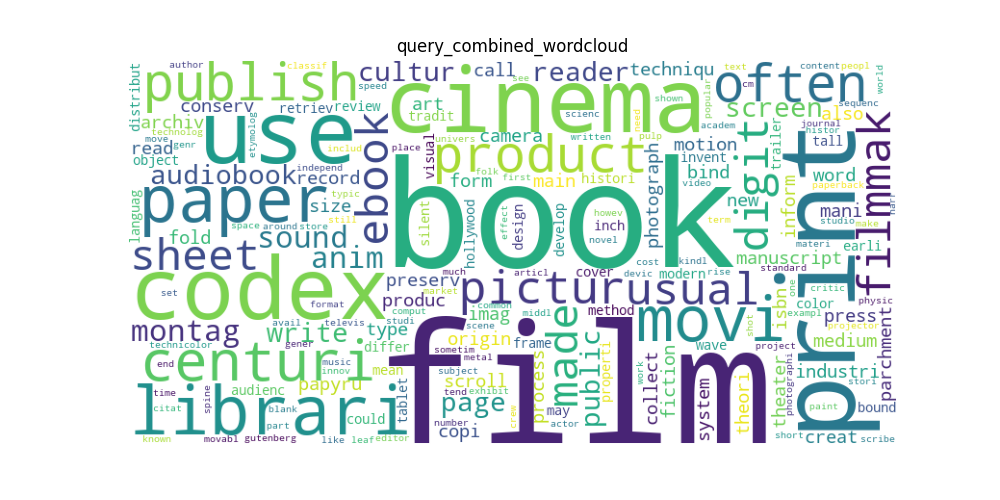 query_combined_wordcloud
author classif cultur call reader techniqu often content peopl world
publish speed see cinema shown popular text cm
distribut conserv retriev review art tradit scienc screen sequenc
archiv technolog use ebook camera written need academ also journal histor
read move genr etymolog includ place visual univers product pulp motion digit trailer tall print filmmak
object audiobook independ record folk first main histori photograph invent bind video inform word paperback
languag paper typic size form new mani hard
fold space around store still silent hollywood book effect design howev inch novel develop term studio make
sheet sound anim cost kindl modern rise manuscript materi earli
codex set preserv much articl cover devic standard one critic physic
format produc market pictur usual isbn color
montag avail televis comput studi common imag middl method movi shot exampl press projector parchment
write type scene origin frame made public wave project medium
centuri technicolor gener differ film sometim metal process properti collect work fiction theori theater photographi stori
end music innov mean subject scroll system industri
time papyru tablet tend exhibit
librari citat spine audienc blank could page number crew actor may paint bound
part copi short creat scribe
known movabl gutenberg like leaf editor